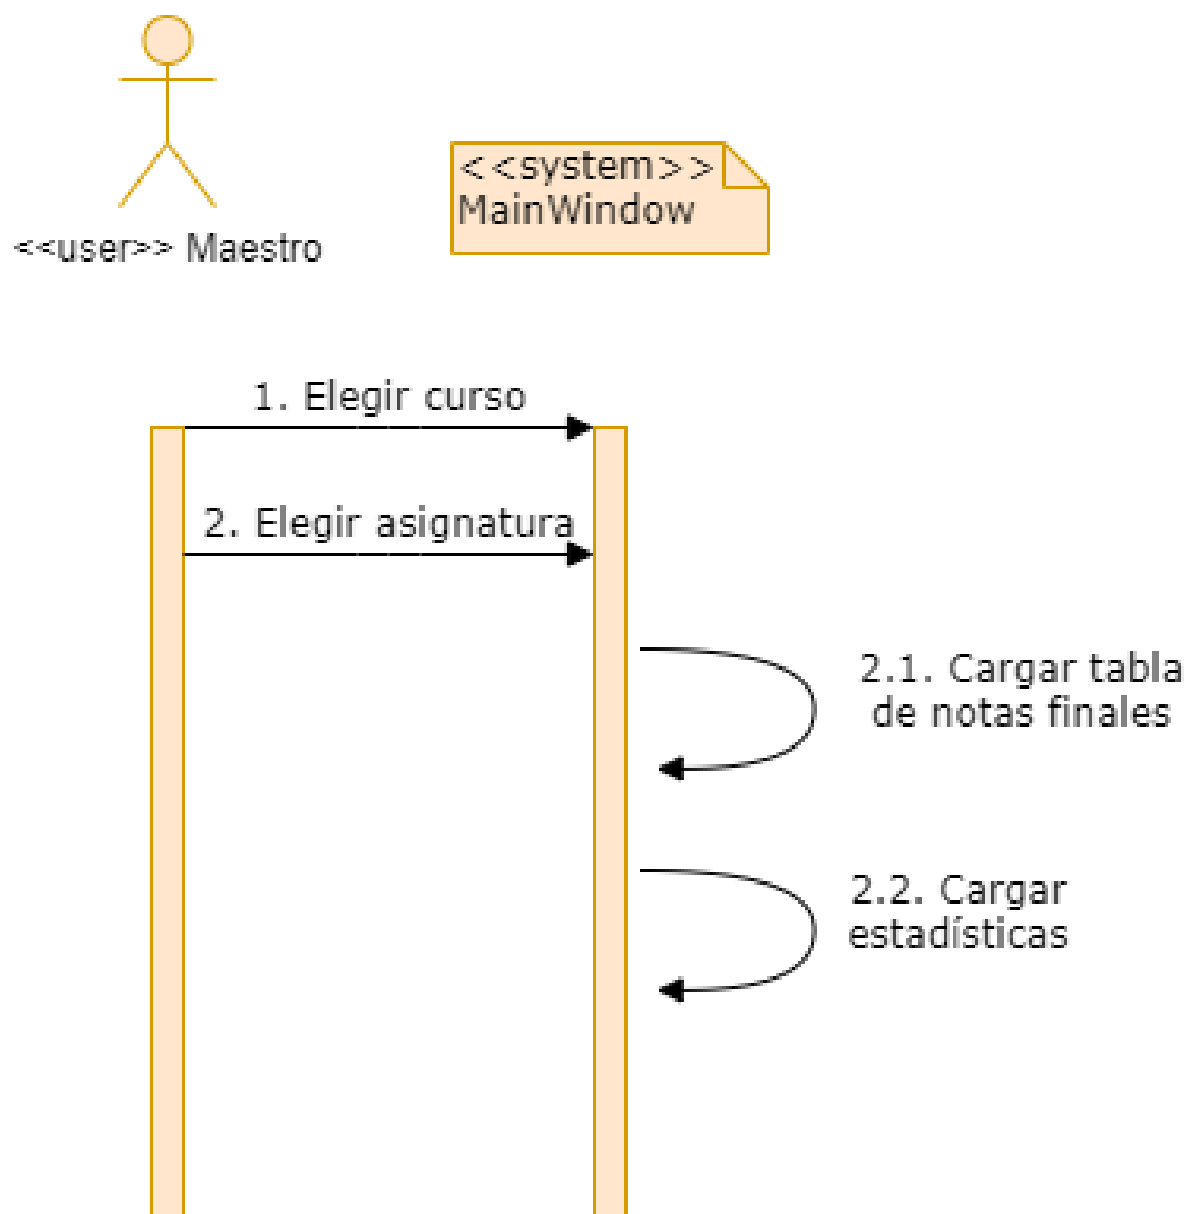 <<system>>
MainWindow
<<user>> Maestro
1. Elegir curso
2. Elegir asignatura
2.1. Cargar tabla
de notas finales
2.2. Cargar
estadísticas